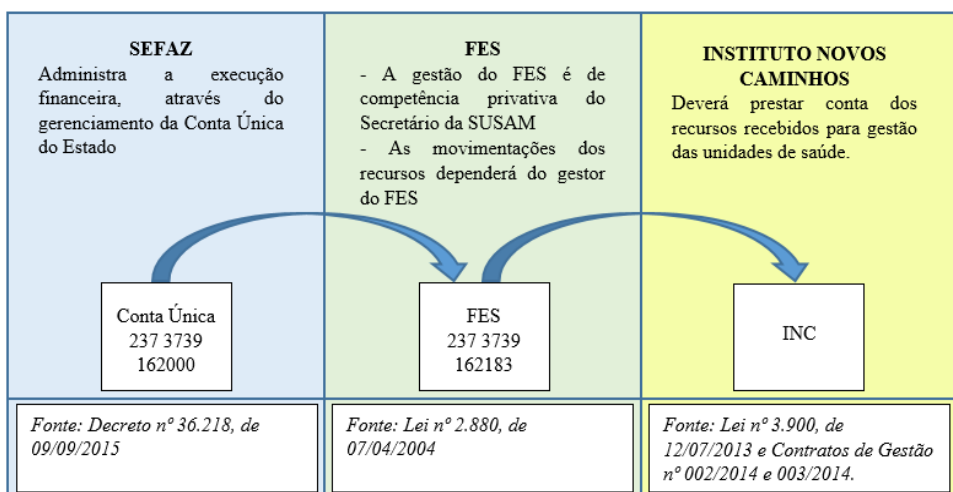 SEFAZ
Administra a execução
financeira, através do
gerenciamento da Conta Única
do Estado
Conta Única
237 3739
162000
Fonte: Decreto nº 36.218, de
09/09/2015
FES
- A gestão do FES é de
competência privativa do
Secretário da SUSAM
- As movimentações dos
recursos dependerá do gestor
do FES
FES
237 3739
162183
Fonte: Lei nº 2.880, de
07/04/2004
INSTITUTO NOVOS
CAMINHOS
Deverá prestar conta dos
recursos recebidos para gestão
das unidades de saúde.
INC
Fonte: Lei nº 3.900, de
12/07/2013 e Contratos de Gestão
nº 002/2014 e 003/2014.